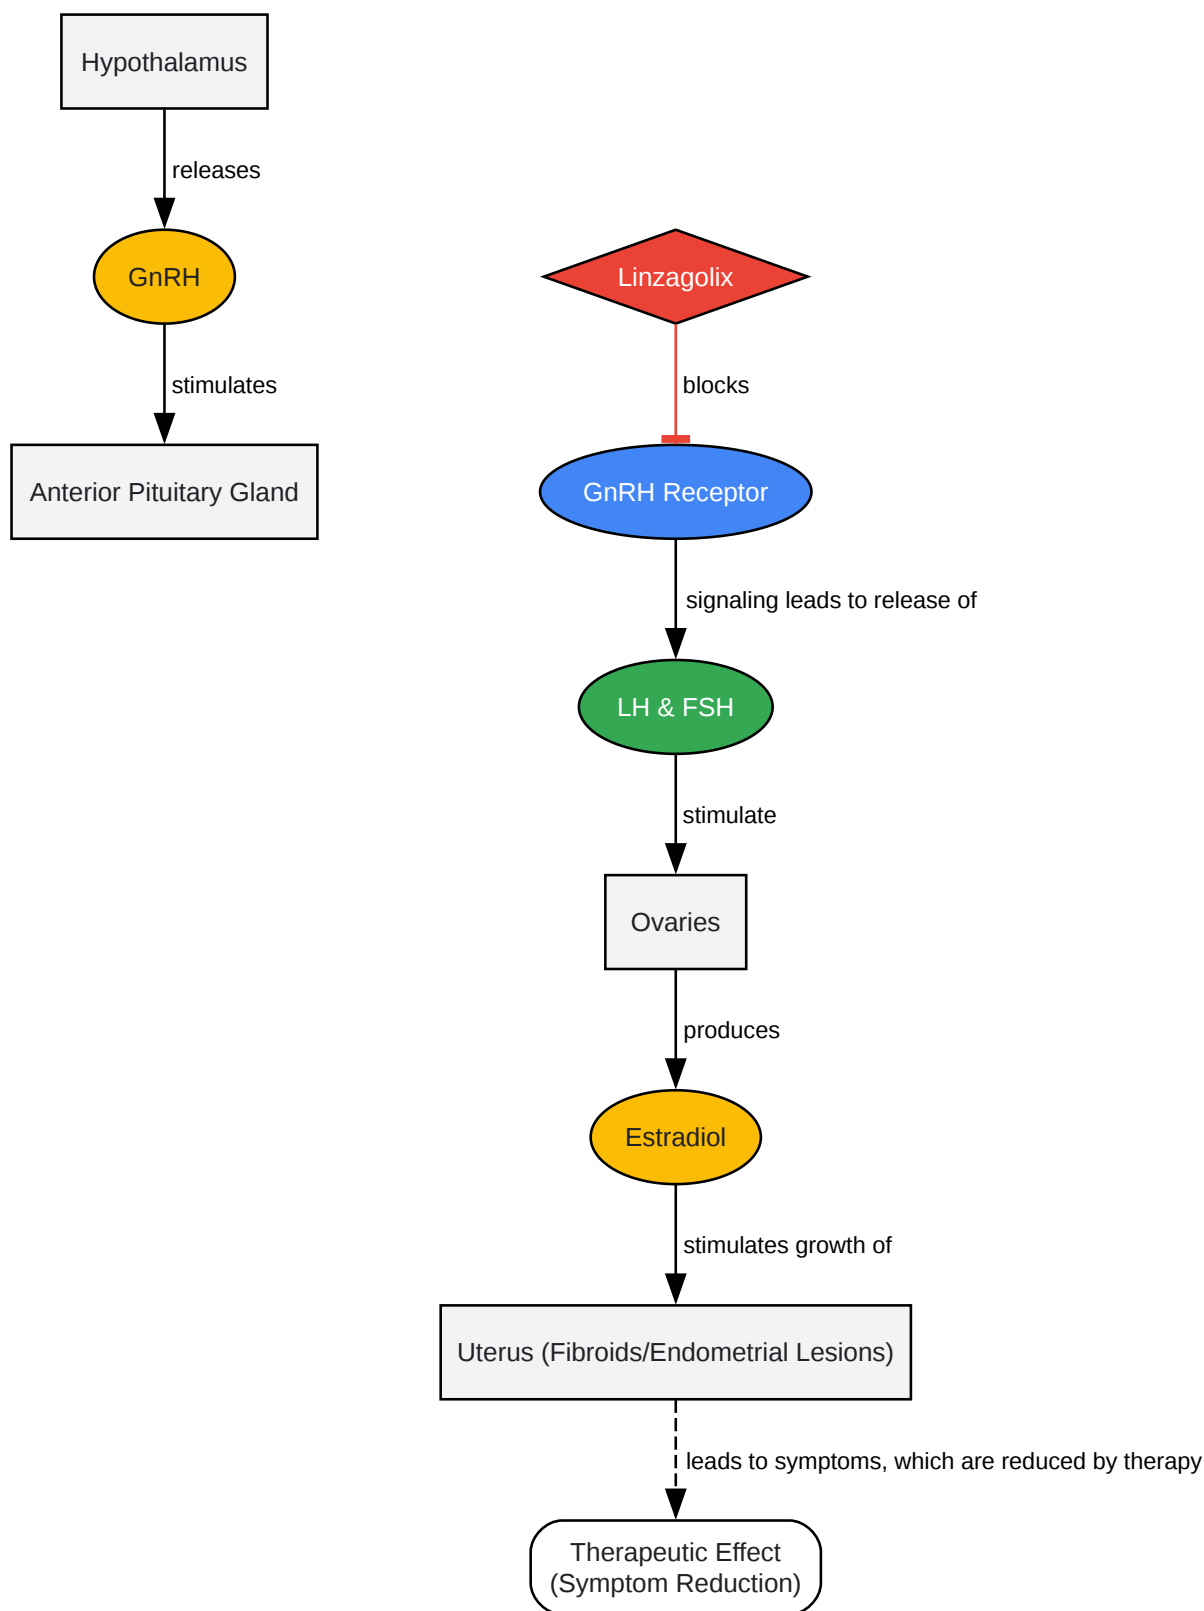 Hypothalamus
releases
GnRH
stimulates
Anterior Pituitary Gland
Linzagolix
blocks
GnRH Receptor
signaling leads to release of
LH & FSH
stimulate
Ovaries
produces
Estradiol
stimulates growth of
Uterus (Fibroids/Endometrial Lesions)
leads to symptoms, which are reduced by therapy
Therapeutic Effect
(Symptom Reduction)